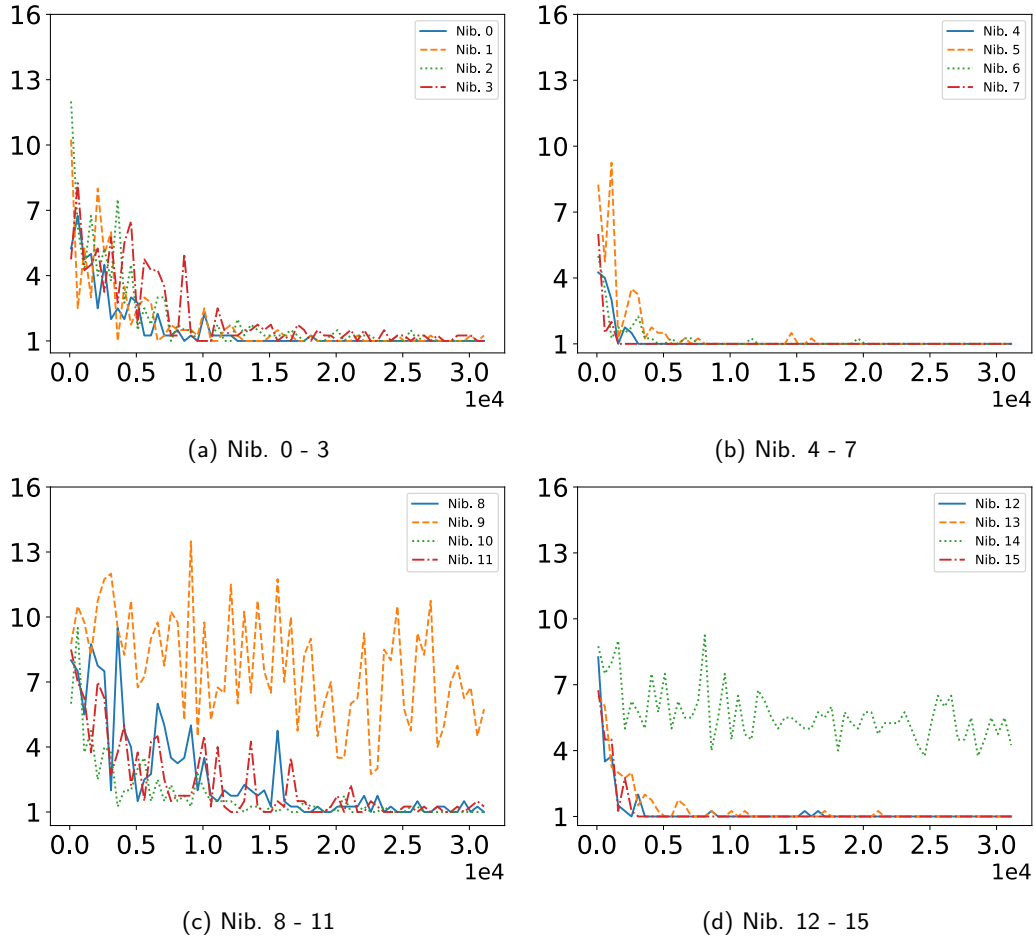 16
13
10
7
4
1
0.0 0.5 1.0 1.5 2.0 2.5 3.0
1e4
Nib. 0
Nib. 1
Nib. 2
Nib. 3
(a) Nib. 0 - 3
16
13
10
7
4
1
0.0 0.5 1.0 1.5 2.0 2.5 3.0
1e4
Nib. 4
Nib. 5
Nib. 6
Nib. 7
(b) Nib. 4 - 7
16
13
10
7
4
1
0.0 0.5 1.0 1.5 2.0 2.5 3.0
1e4
Nib. 8
Nib. 9
Nib. 10
Nib. 11
(c) Nib. 8 - 11
16
13
10
7
4
1
0.0 0.5 1.0 1.5 2.0 2.5 3.0
1e4
Nib. 12
Nib. 13
Nib. 14
Nib. 15
(d) Nib. 12 - 15